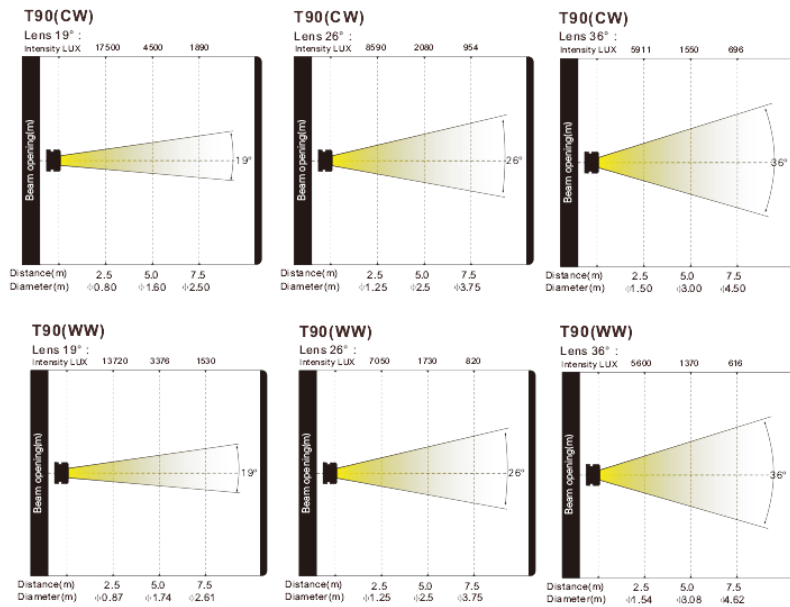 T90(CW)
Lens 19° :
Intensity LUX 17500 4500 1890
Beam opening(m)
19°
Distance(m) 2.5 5.0 7.5
Diameter(m) ϕ0.80 ϕ1.60 ϕ2.50
T90(CW)
Lens 26° :
Intensity LUX 8590 2080 954
Beam opening(m)
26°
Distance(m) 2.5 5.0 7.5
Diameter(m) ϕ1.25 ϕ2.5 ϕ3.75
T90(CW)
Lens 36° :
Intensity LUX 5911 1550 696
Beam opening(m)
36°
Distance(m) 2.5 5.0 7.5
Diameter(m) ϕ1.50 ϕ3.00 ϕ4.50
T90(WW)
Lens 19° :
Intensity LUX 13720 3376 1530
Beam opening(m)
19°
Distance(m) 2.5 5.0 7.5
Diameter(m) ϕ0.87 ϕ1.74 ϕ2.61
T90(WW)
Lens 26° :
Intensity LUX 7050 1730 820
Beam opening(m)
26°
Distance(m) 2.5 5.0 7.5
Diameter(m) ϕ1.25 ϕ2.5 ϕ3.75
T90(WW)
Lens 36° :
Intensity LUX 5600 1370 616
Beam opening(m)
36°
Distance(m) 2.5 5.0 7.5
Diameter(m) ϕ1.54 ϕ3.08 ϕ4.62